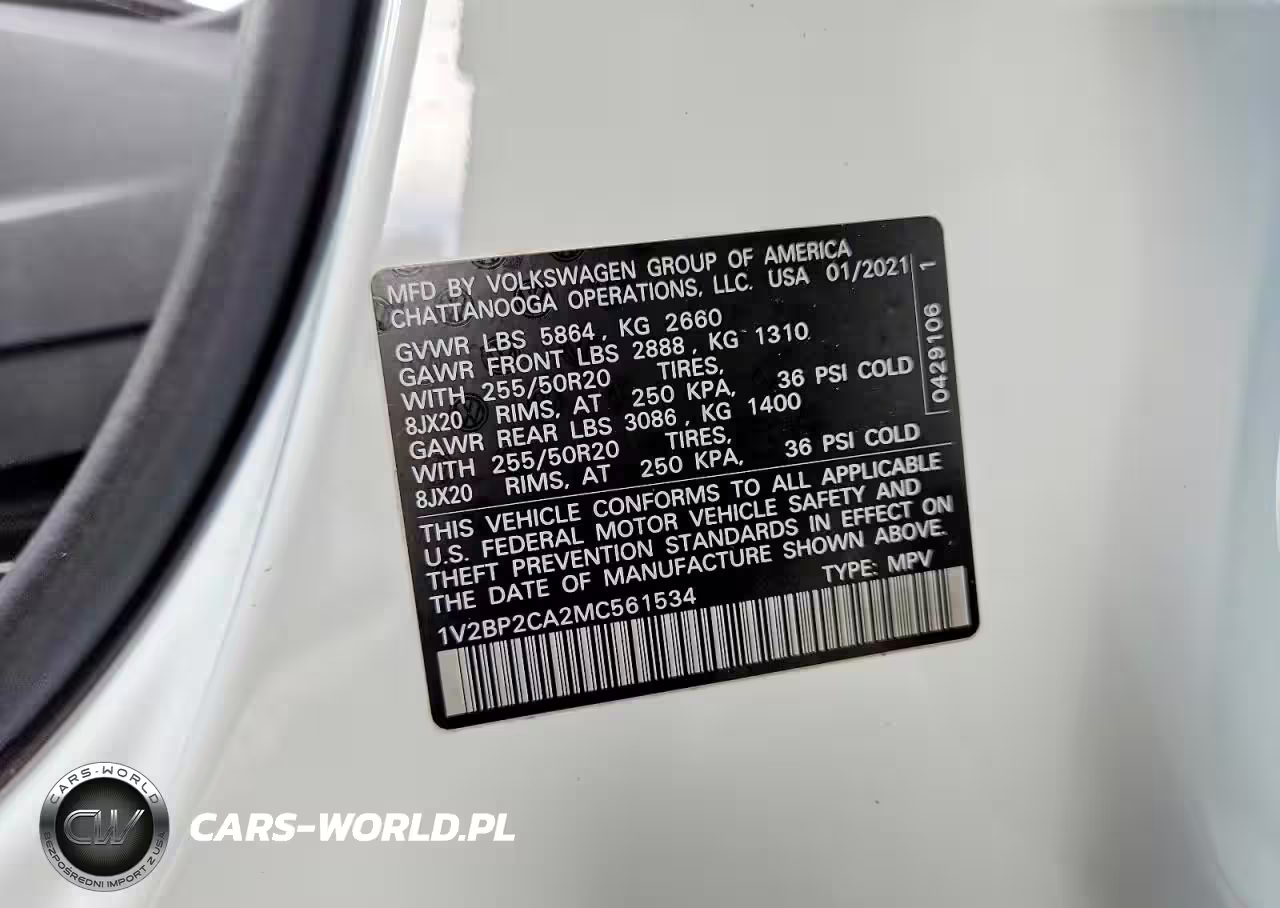 MFD BY VOLKSWAGEN GROUP OF AMERICA
CHATTANOOGA OPERATIONS, LLC. USA 01/2021
GVWR LBS 5864, KG 2660
GAWR FRONT LBS 2888, KG 1310
WITH 255/50R20 TIRES,
8JX20 RIMS, AT 250 KPA, 36 PSI COLD
GAWR REAR LBS 3086, KG 1400
WITH 255/50R20 TIRES,
8JX20 RIMS, AT 250 KPA, 36 PSI COLD
0429106 1
THIS VEHICLE CONFORMS TO ALL APPLICABLE
U.S. FEDERAL MOTOR VEHICLE SAFETY AND
THEFT PREVENTION STANDARDS IN EFFECT ON
THE DATE OF MANUFACTURE SHOWN ABOVE.
TYPE: MPV
1V2BP2CA2MC561534
CARS-WORLD
CW
BEZPOŚREDNI IMPORT Z USA
CARS-WORLD.PL